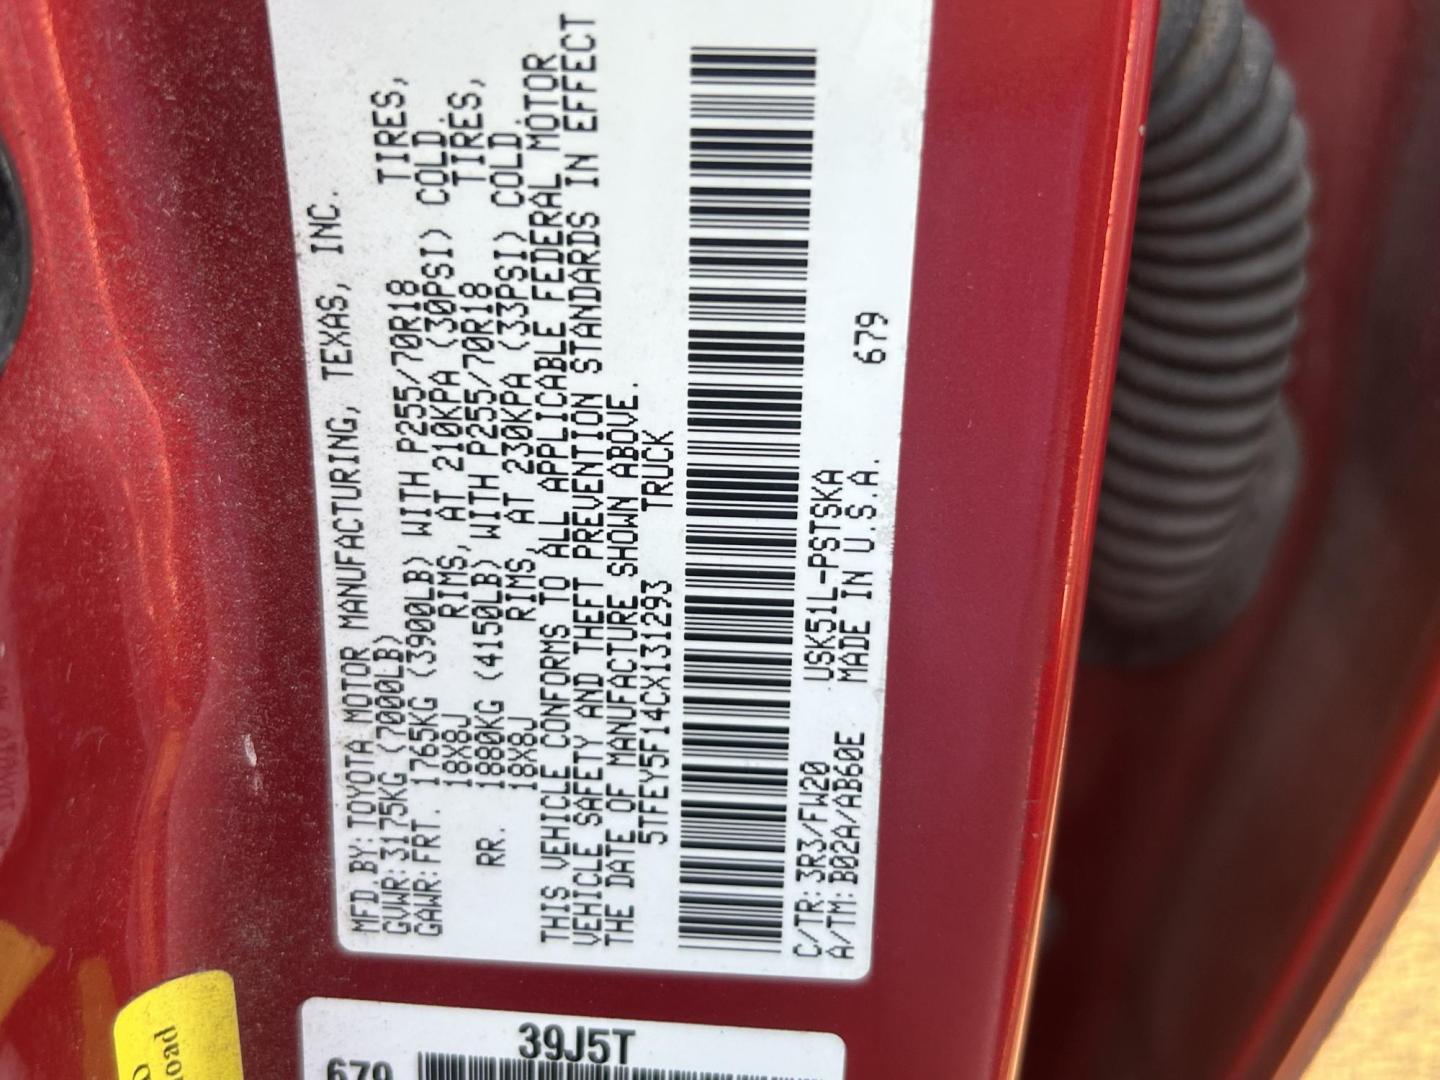 MFD. BY: TOYOTA MOTOR MANUFACTURING, TEXAS, INC.
GVWR: 3175KG (7000LB)
GAWR: FRT. 1765KG (3900LB) WITH P255/70R18 TIRES,
18X8J RIMS, AT 210KPA (30PSI) COLD.
RR. 1880KG (4150LB) WITH P255/70R18 TIRES,
18X8J RIMS, AT 230KPA (33PSI) COLD.
THIS VEHICLE CONFORMS TO ALL APPLICABLE FEDERAL MOTOR
VEHICLE SAFETY AND THEFT PREVENTION STANDARDS IN EFFECT
THE DATE OF MANUFACTURE SHOWN ABOVE.
5TFEY5F14CX131293 TRUCK
C/TR: 3R3/FW20 USK51L-PSTSKA
A/TM: B02A/AB60E MADE IN U.S.A. 679
39J5T
679